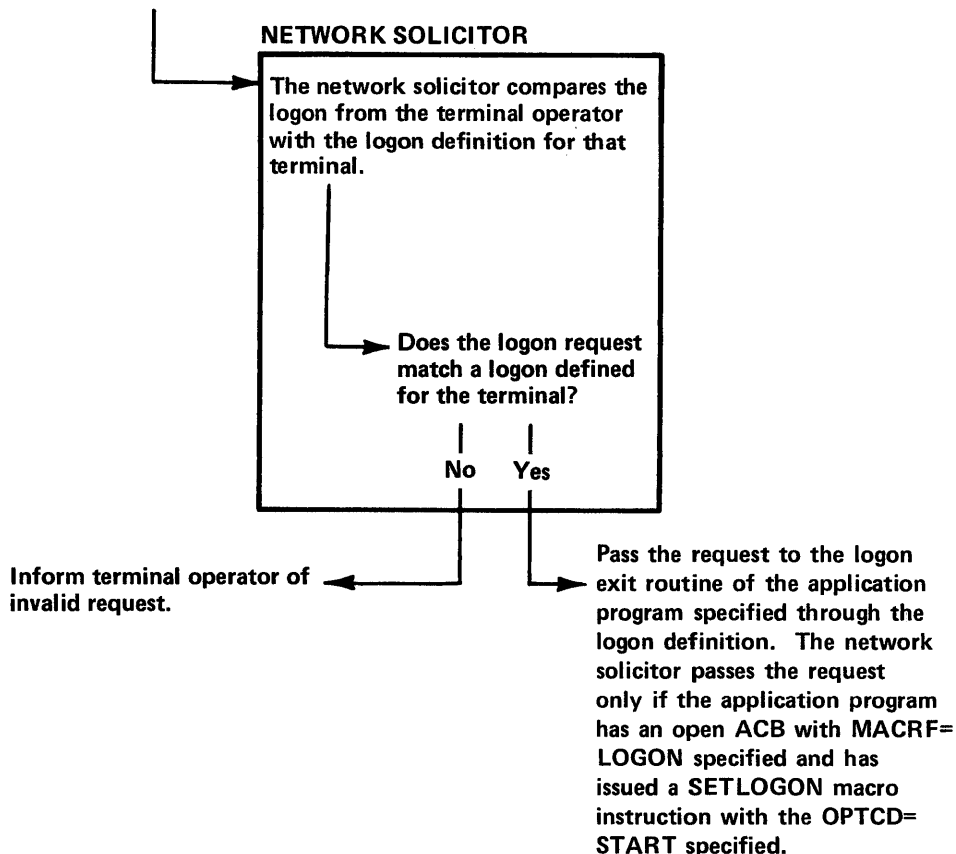 NETWORK SOLICITOR
The network solicitor compares the
logon from the terminal operator
with the logon definition for that
terminal.
Does the logon request
match a logon defined
for the terminal?
No Yes
Inform terminal operator of
invalid request.
Pass the request to the logon
exit routine of the application
program specified through the
logon definition. The network
solicitor passes the request
only if the application program
has an open ACB with MACRF=
LOGON specified and has
issued a SETLOGON macro
instruction with the OPTCD=
START specified.